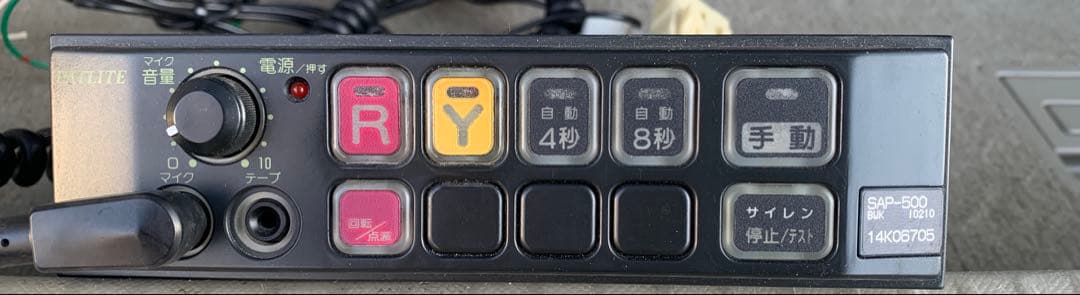 PATLITE
マイク
音量
電源/押す
0
10
マイク
テープ
R
Y
自動
4秒
自動
8秒
手動
回転
/点滅
サイレン
停止/テスト
SAP-500
BWK 10210
14K06705